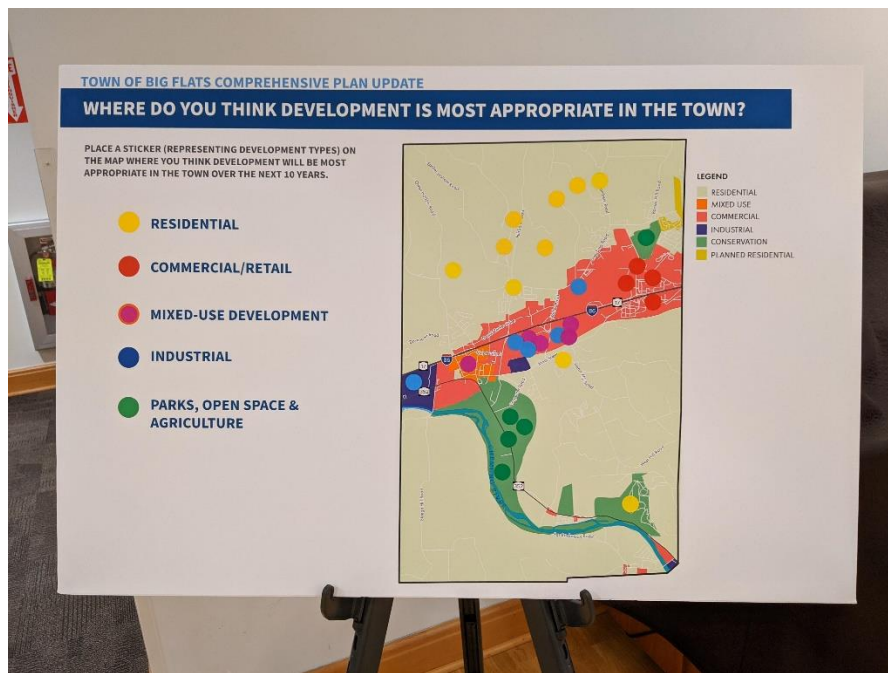 TOWN OF BIG FLATS COMPREHENSIVE PLAN UPDATE
WHERE DO YOU THINK DEVELOPMENT IS MOST APPROPRIATE IN THE TOWN?
PLACE A STICKER (REPRESENTING DEVELOPMENT TYPES) ON
THE MAP WHERE YOU THINK DEVELOPMENT WILL BE MOST
APPROPRIATE IN THE TOWN OVER THE NEXT 10 YEARS.
RESIDENTIAL
COMMERCIAL/RETAIL
MIXED-USE DEVELOPMENT
INDUSTRIAL
PARKS, OPEN SPACE &
AGRICULTURE
LEGEND
RESIDENTIAL
MIXED USE
COMMERCIAL
INDUSTRIAL
CONSERVATION
PLANNED RESIDENTIAL
86
86
352